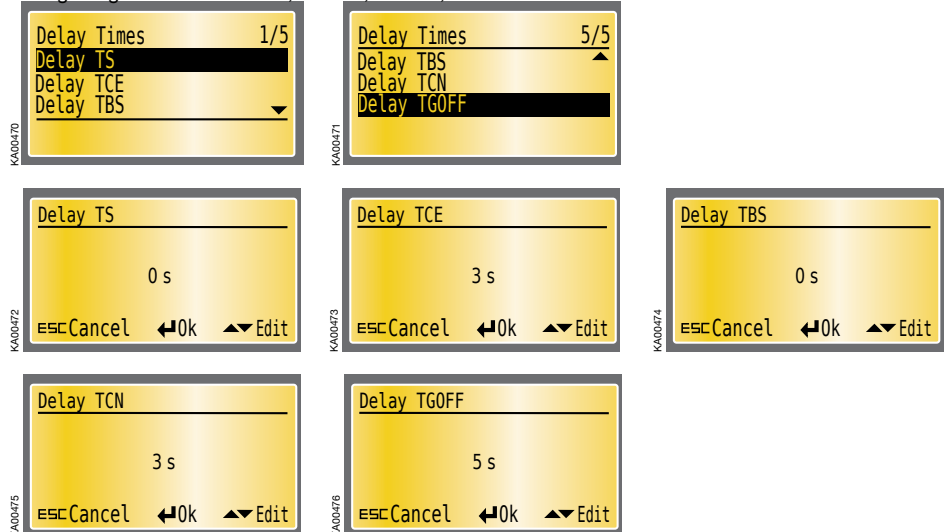 Delay Times 1/5
Delay TS
Delay TCE
Delay TBS
KA00470
Delay Times 5/5
Delay TBS
Delay TCN
Delay TGOFF
KA00471
Delay TS
0 s
ESC Cancel Ok Edit
KA00472
Delay TCE
3 s
ESC Cancel Ok Edit
KA00473
Delay TBS
0 s
ESC Cancel Ok Edit
KA00474
Delay TCN
3 s
ESC Cancel Ok Edit
KA00475
Delay TGOFF
5 s
ESC Cancel Ok Edit
KA00476